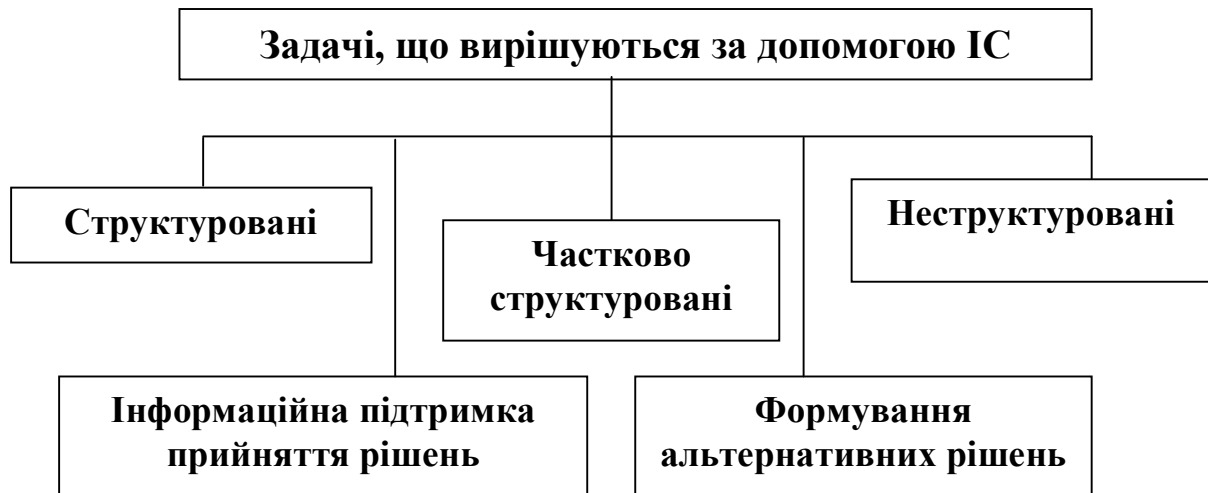 Задачі, що вирішуються за допомогою ІС
Структуровані
Частково
структуровані
Неструктуровані
Інформаційна підтримка
прийняття рішень
Формування
альтернативних рішень